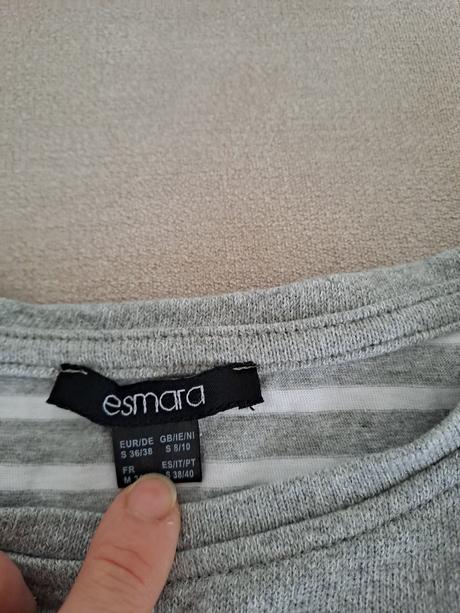 esmara
EUR/DE GB/IE/NI
S 36/38 S 8/10
FR ES/IT/PT
M S 38/40